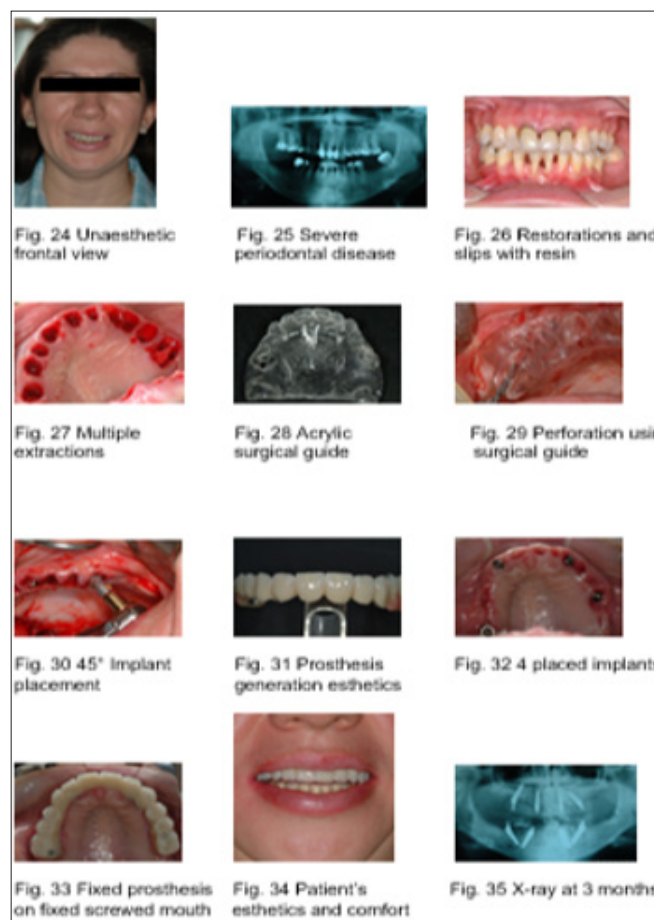 Fig. 24 Unaesthetic
frontal view
Fig. 25 Severe
periodontal disease
Fig. 26 Restorations and
slips with resin
Fig. 27 Multiple
extractions
Fig. 28 Acrylic
surgical guide
Fig. 29 Perforation usi
surgical guide
Fig. 30 45° Implant
placement
Fig. 31 Prosthesis
generation esthetics
Fig. 32 4 placed implants
Fig. 33 Fixed prosthesis
on fixed screwed mouth
Fig. 34 Patient's
esthetics and comfort
Fig. 35 X-ray at 3 months